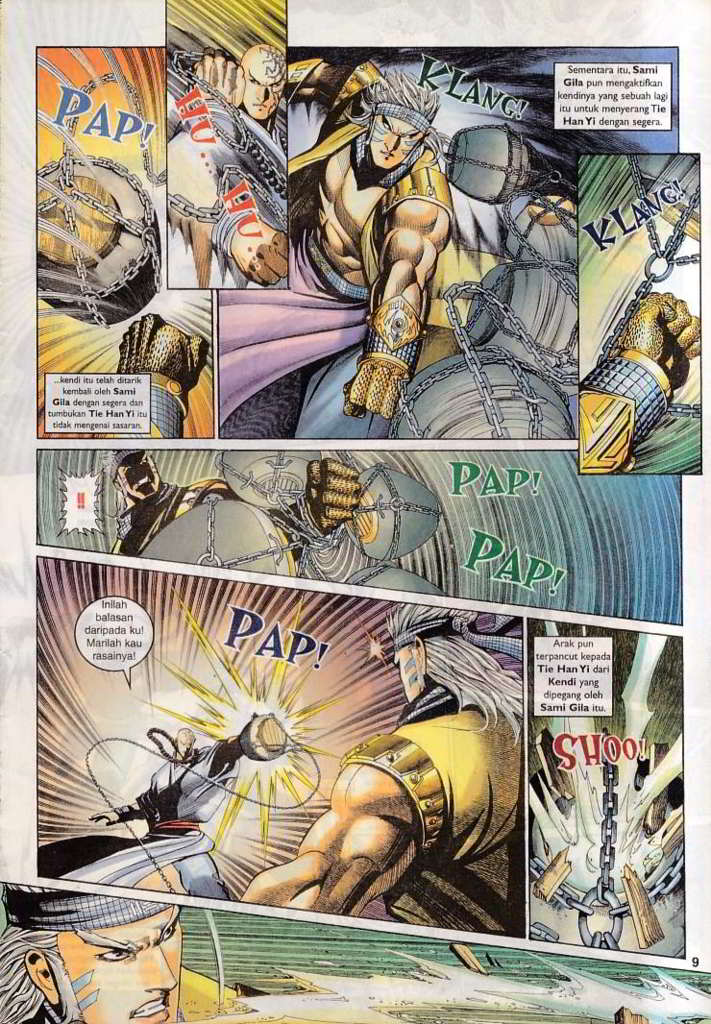 PAP!
HU...
HU...
KLANG!
Sementara itu, Sami
Gila pun mengaktifkan
kendinya yang sebuah lagi
itu untuk menyerang Tie
Han Yi dengan segera.
KLANG!
...kendi itu telah ditarik
kembali oleh Sami
Gila dengan segera dan
tumbukan Tie Han Yi itu
tidak mengenai sasaran.
!!
PAP!
PAP!
Inilah
balasan
daripada ku!
Marilah kau
rasainya!
PAP!
Arak pun
terpancut kepada
Tie Han Yi dari
Kendi yang
dipegang oleh
Sami Gila itu.
SHOO!
9